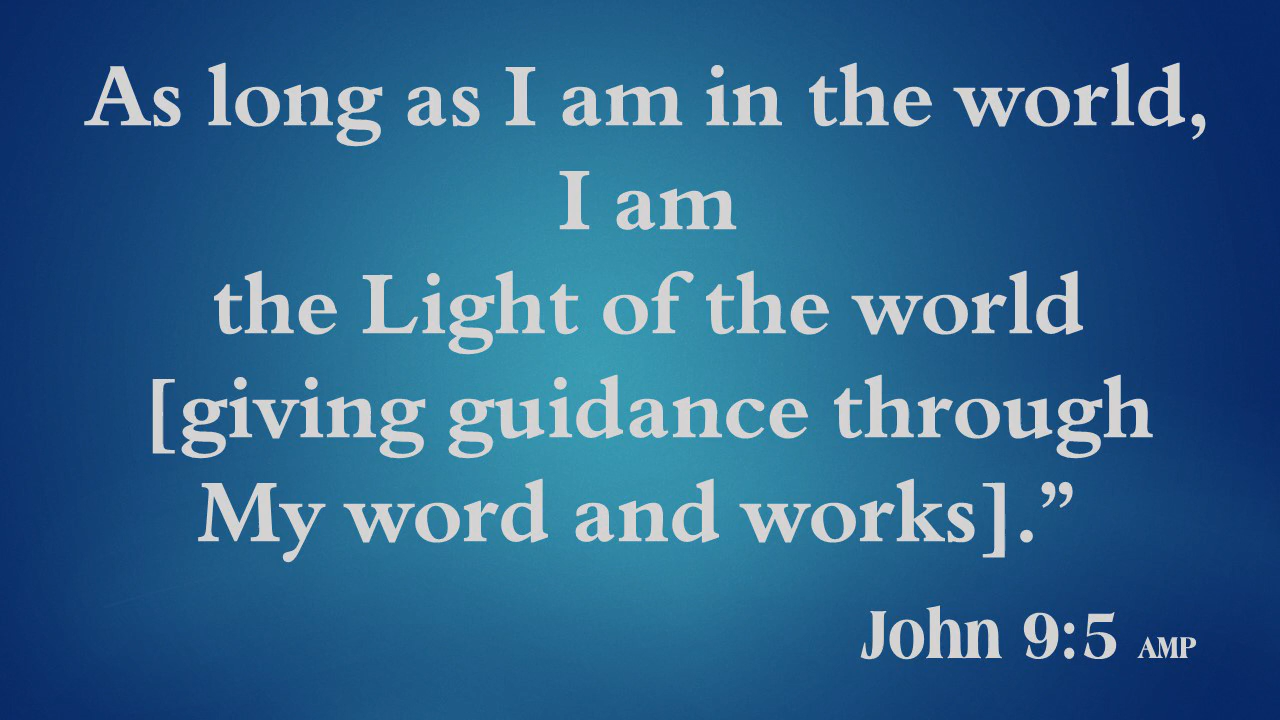 As long as I am in the world,
I am
the Light of the world
[giving guidance through
My word and works].”
John 9:5 AMP